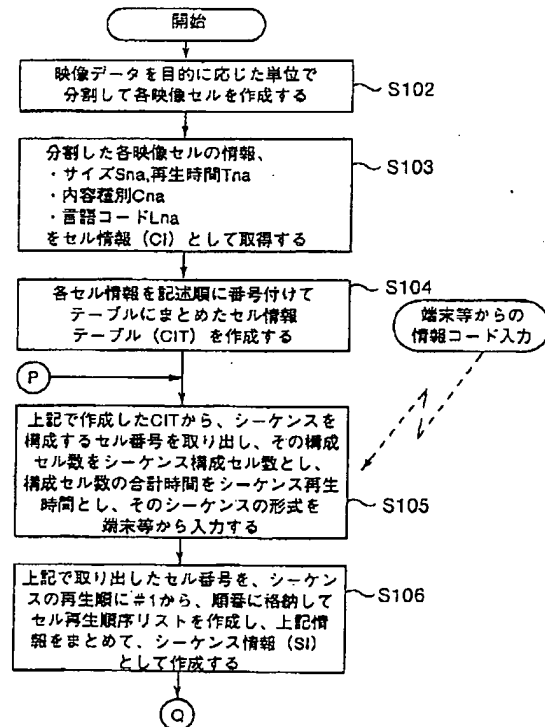 開始
映像データを目的に応じた単位で
分割して各映像セルを作成する
S102
分割した各映像セルの情報、
・サイズSna,再生時間Tna
・内容種別Cna
・言語コードLna
をセル情報（CI）として取得する
S103
各セル情報を記述順に番号付けて
テーブルにまとめたセル情報
テーブル（CIT）を作成する
S104
端末等からの
情報コード入力
P
上記で作成したCITから、シーケンスを
構成するセル番号を取り出し、その構成
セル数をシーケンス構成セル数とし、
構成セル数の合計時間をシーケンス再生
時間とし、そのシーケンスの形式を
端末等から入力する
S105
上記で取り出したセル番号を、シーケン
スの再生順に#1から、順番に格納して
セル再生順序リストを作成し、上記情
報をまとめて、シーケンス情報（SI）
として作成する
S106
Q